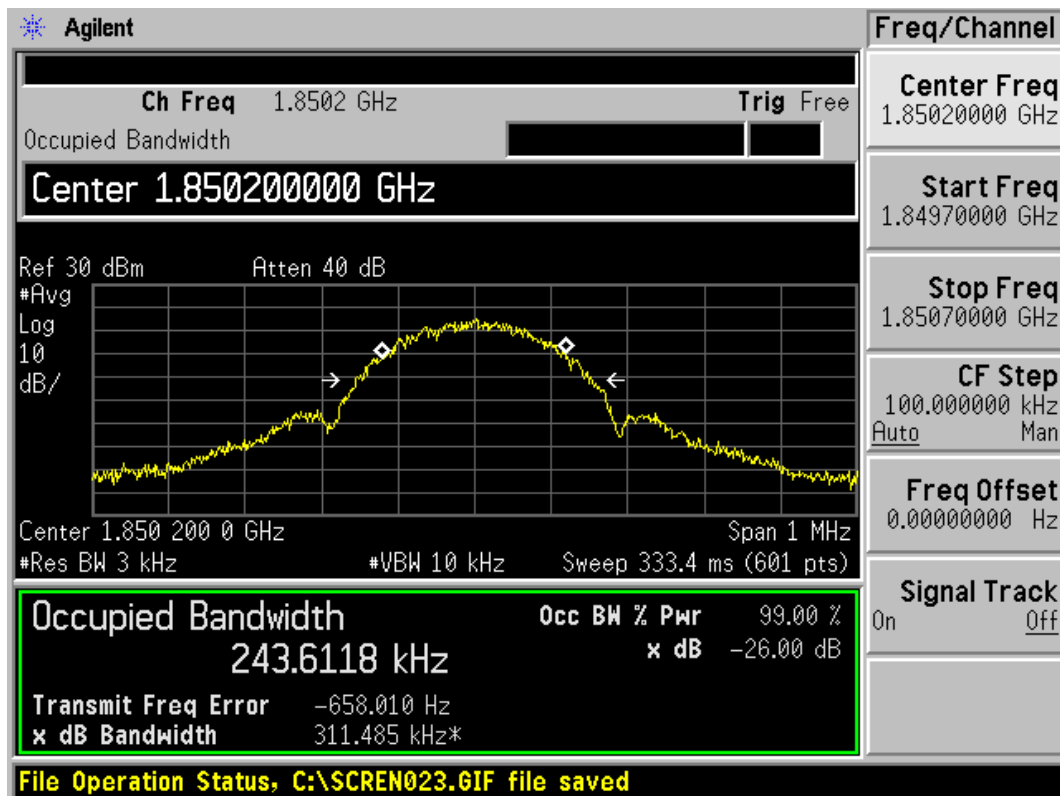 Agilent
Freq/Channel
Ch Freq 1.8502 GHz
Trig Free
Occupied Bandwidth
Center 1.850200000 GHz
Ref 30 dBm Atten 40 dB
#Avg
Log
10
dB/
Center 1.850 200 0 GHz
Span 1 MHz
#Res BW 3 kHz
#VBW 10 kHz
Sweep 333.4 ms (601 pts)
Occupied Bandwidth
243.6118 kHz
Occ BW % Pwr 99.00 %
x dB -26.00 dB
Transmit Freq Error -658.010 Hz
x dB Bandwidth 311.485 kHz*
File Operation Status, C:\SCREN023.GIF file saved
Center Freq
1.85020000 GHz
Start Freq
1.84970000 GHz
Stop Freq
1.85070000 GHz
CF Step
100.000000 kHz
Auto Man
Freq Offset
0.00000000 Hz
Signal Track
On Off